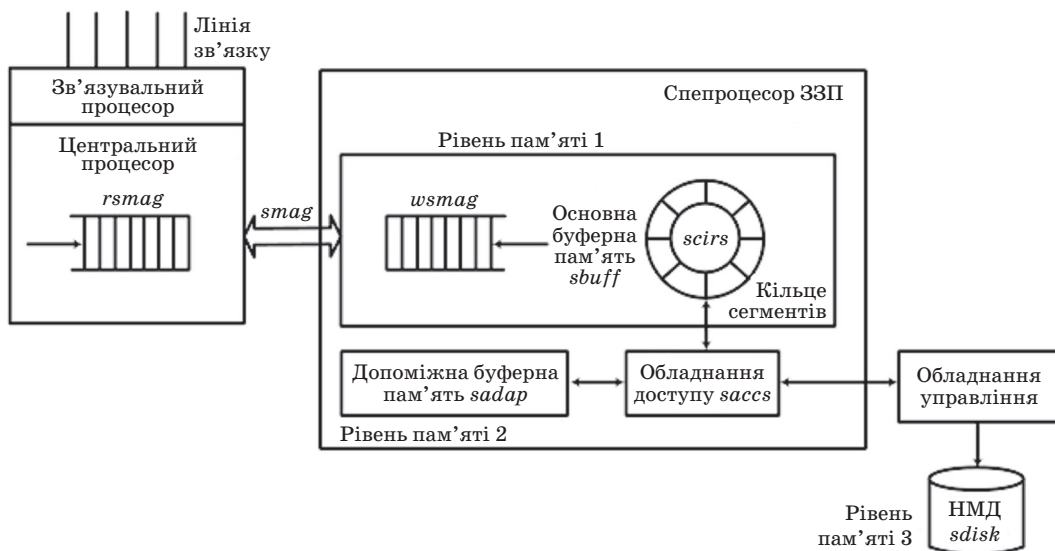 Лінія
зв’язку
Зв’язувальний
процесор
Центральний
процесор
rsmag
smag
Спепроцесор ЗЗП
Рівень пам’яті 1
wsmag
Основна
буферна
пам’ять
sbuff
scirs
Кільце
сегментів
Допоміжна буферна
пам’ять sadap
Обладнання
доступу saccs
Рівень пам’яті 2
Обладнання
управління
НМД
sdisk
Рівень
пам’яті 3